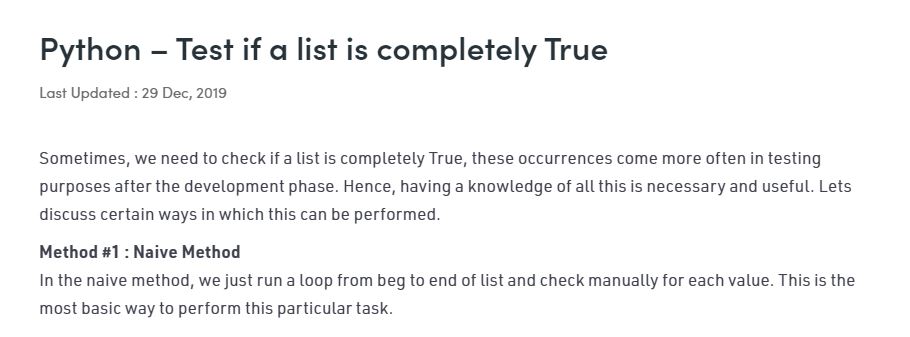 Python – Test if a list is completely True
Last Updated : 29 Dec, 2019
Sometimes, we need to check if a list is completely True, these occurrences come more often in testing
purposes after the development phase. Hence, having a knowledge of all this is necessary and useful. Lets
discuss certain ways in which this can be performed.
Method #1 : Naive Method
In the naive method, we just run a loop from beg to end of list and check manually for each value. This is the
most basic way to perform this particular task.